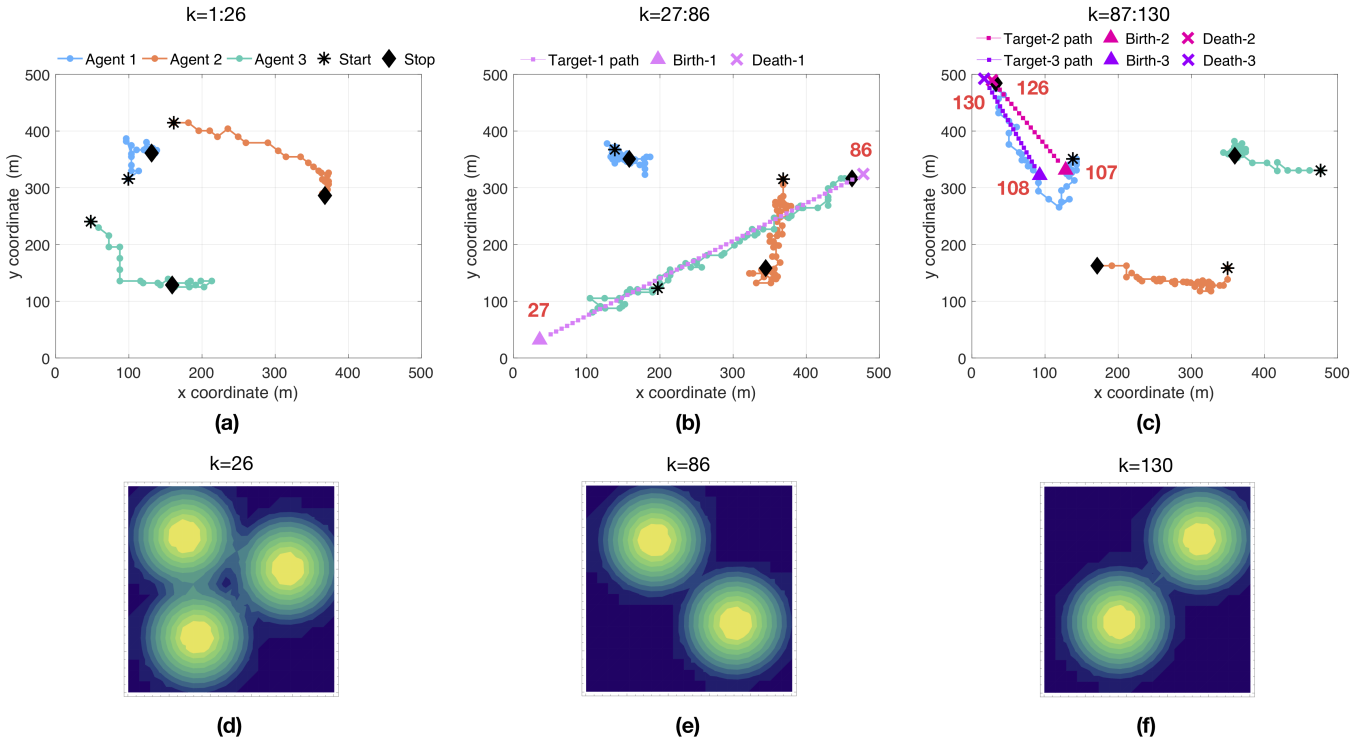 k=1:26
k=27:86
k=87:130
Agent 1 Agent 2 Agent 3 Start Stop
Target-1 path Birth-1 Death-1
Target-2 path Birth-2 Death-2
Target-3 path Birth-3 Death-3
500
400
300
200
100
0
y coordinate (m)
0 100 200 300 400 500
x coordinate (m)
(a)
500
400
300
200
100
0
y coordinate (m)
27
86
0 100 200 300 400 500
x coordinate (m)
(b)
500
400
300
200
100
0
y coordinate (m)
126
130
107
108
0 100 200 300 400 500
x coordinate (m)
(c)
k=26
k=86
k=130
(d)
(e)
(f)